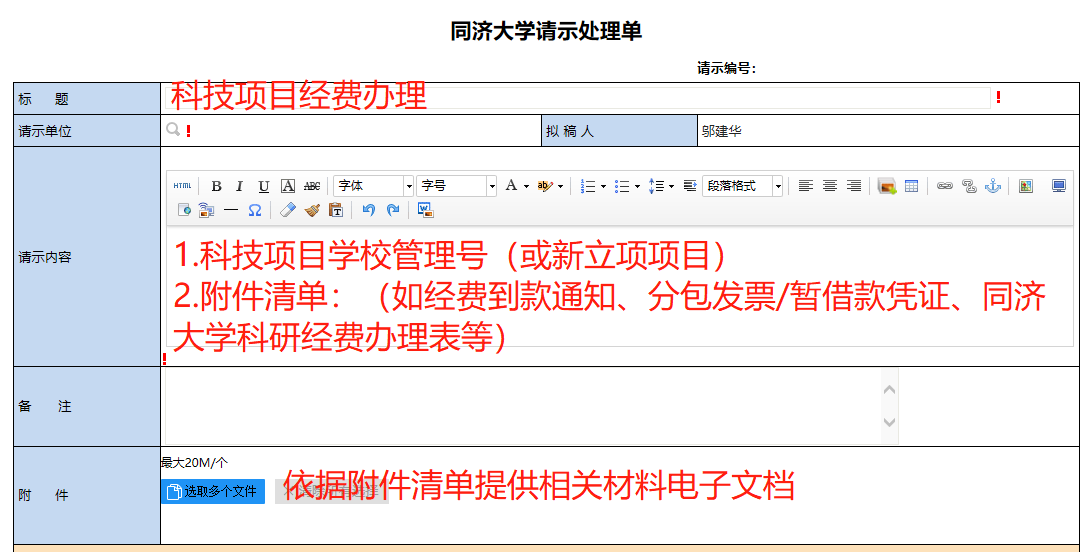 同济大学请示处理单
请示编号：
标 题 科技项目经费办理 !
请示单位 ! 拟 稿 人 邬建华
HTML B I U A ABC 字体 字号 A ab 段落格式
请示内容
1.科技项目学校管理号（或新立项项目）
2.附件清单：（如经费到款通知、分包发票/暂借款凭证、同济
大学科研经费办理表等）
!
备 注
最大20M/个
附 件
选取多个文件 依据附件清单提供相关材料电子文档